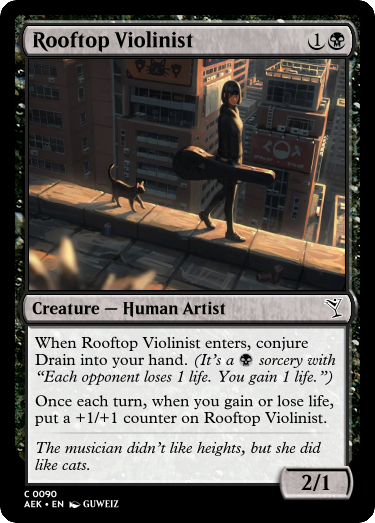 Rooftop Violinist 1
Creature — Human Artist
When Rooftop Violinist enters, conjure
Drain into your hand. (It's a sorcery with
“Each opponent loses 1 life. You gain 1 life.”)
Once each turn, when you gain or lose life,
put a +1/+1 counter on Rooftop Violinist.
The musician didn't like heights, but she did
like cats.
2/1
C 0090
AEK • EN GUWEIZ